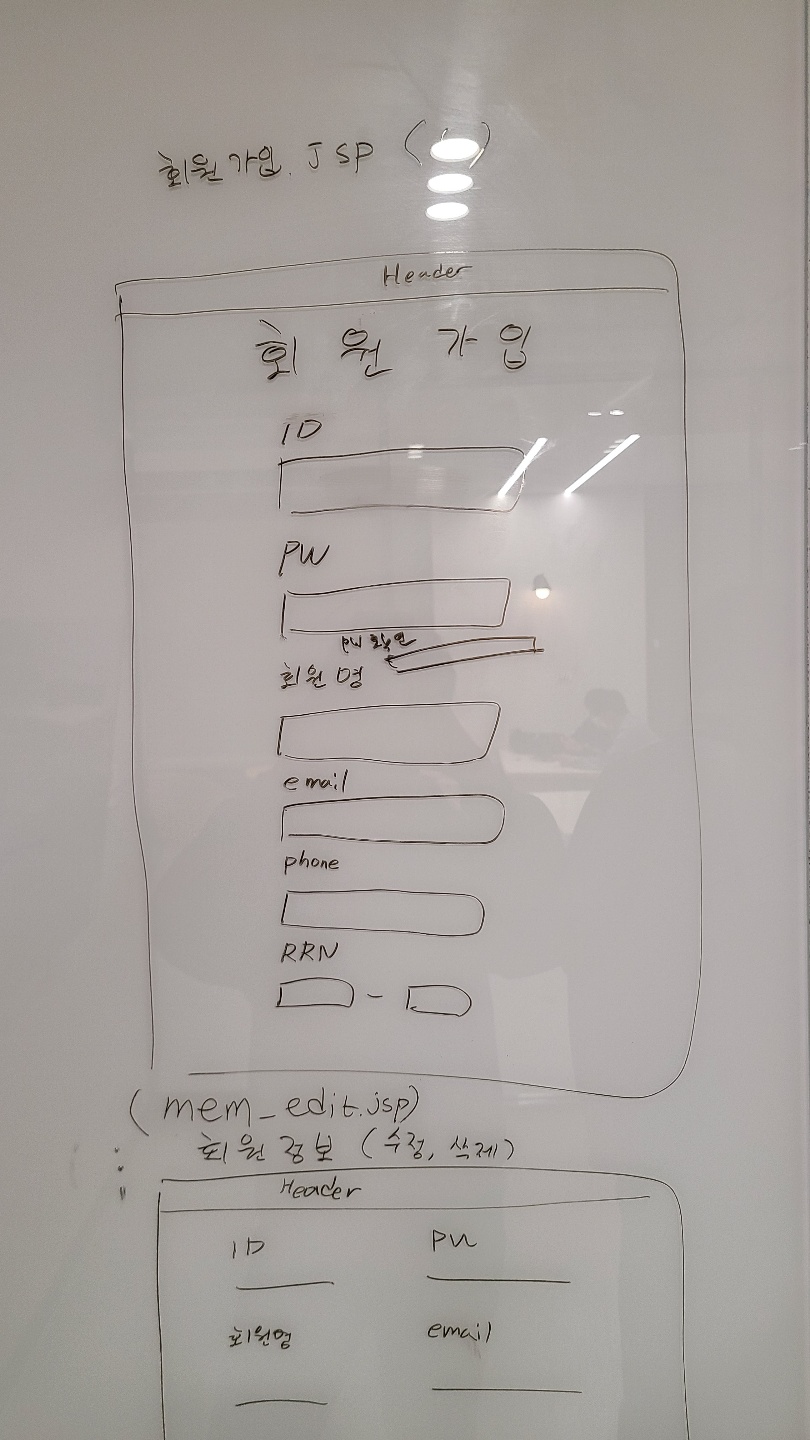 회원가입.JSP (
Header
회원 가입
ID
PW
PW 확인
회원명
email
phone
RRN
-
(mem_edit.jsp)
회원 정보 (수정, 삭제)
Header
ID PW
회원명 email